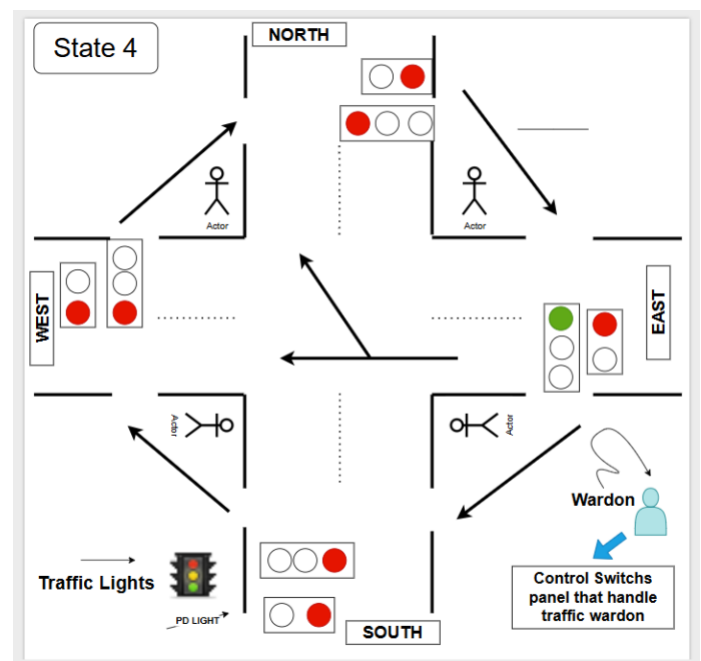 State 4
NORTH
Actor
Actor
WEST
EAST
Actor
Actor
Wardon
Traffic Lights
PD LIGHT
SOUTH
Control Switchs
panel that handle
traffic wardon